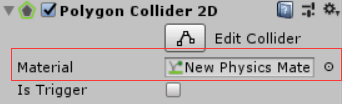 Polygon Collider 2D
Edit Collider
Material New Physics Mate
Is Trigger